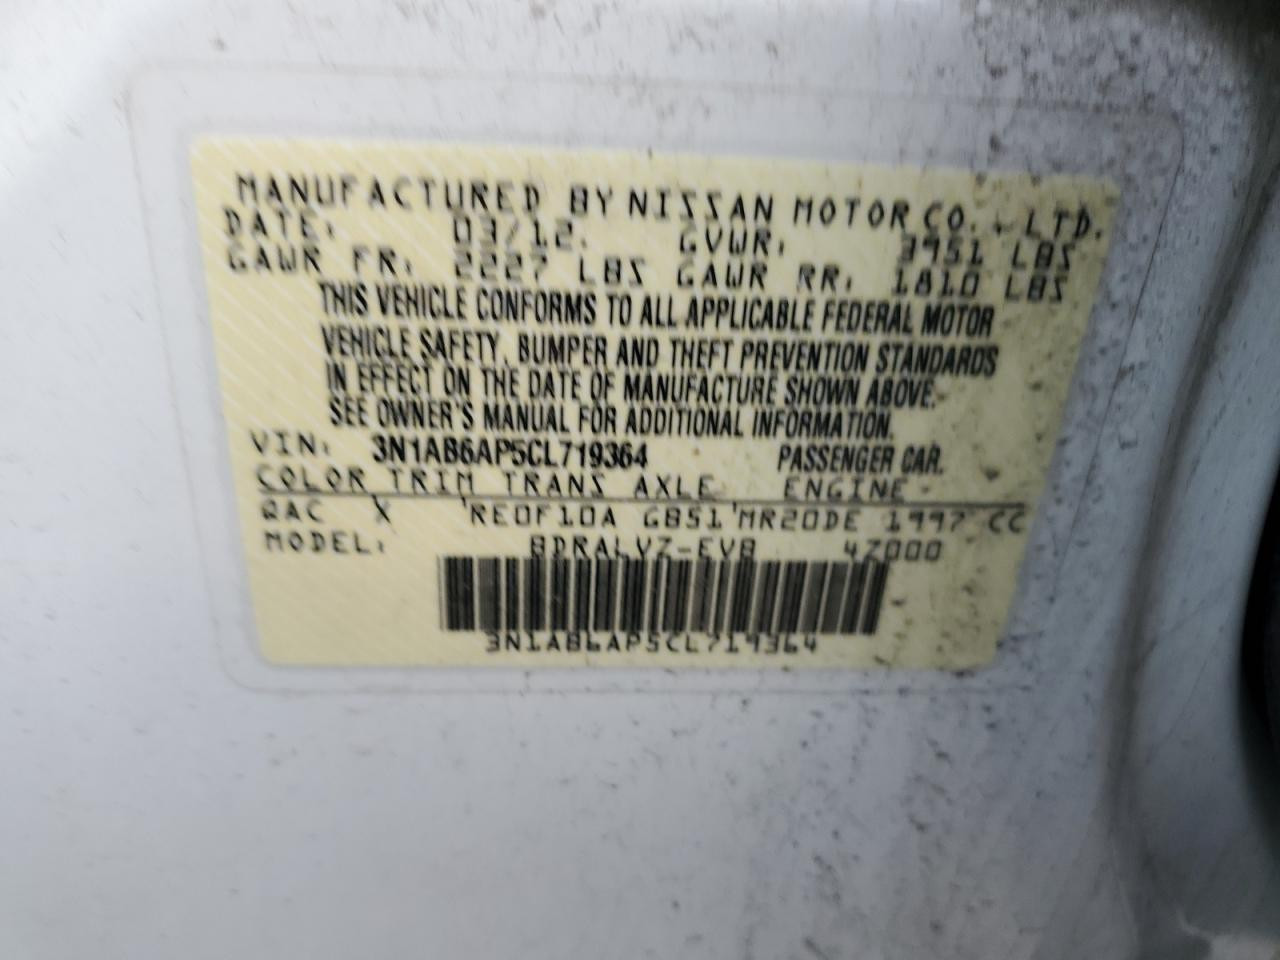 MANUFACTURED BY NISSAN MOTOR CO., LTD.
DATE: 03/12. GVWR: 3951 LBS
GAWR FR: 2227 LBS GAWR RR: 1810 LBS
THIS VEHICLE CONFORMS TO ALL APPLICABLE FEDERAL MOTOR
VEHICLE SAFETY, BUMPER AND THEFT PREVENTION STANDARDS
IN EFFECT ON THE DATE OF MANUFACTURE SHOWN ABOVE.
SEE OWNER'S MANUAL FOR ADDITIONAL INFORMATION.
VIN: 3N1AB6AP5CL719364 PASSENGER CAR.
COLOR TRIM TRANS AXLE ENGINE
X RE0F10A GB51 MR20DE 1997 CC
MODEL: BDRALVZ-EVB 4Z000
3N1AB6AP5CL719364